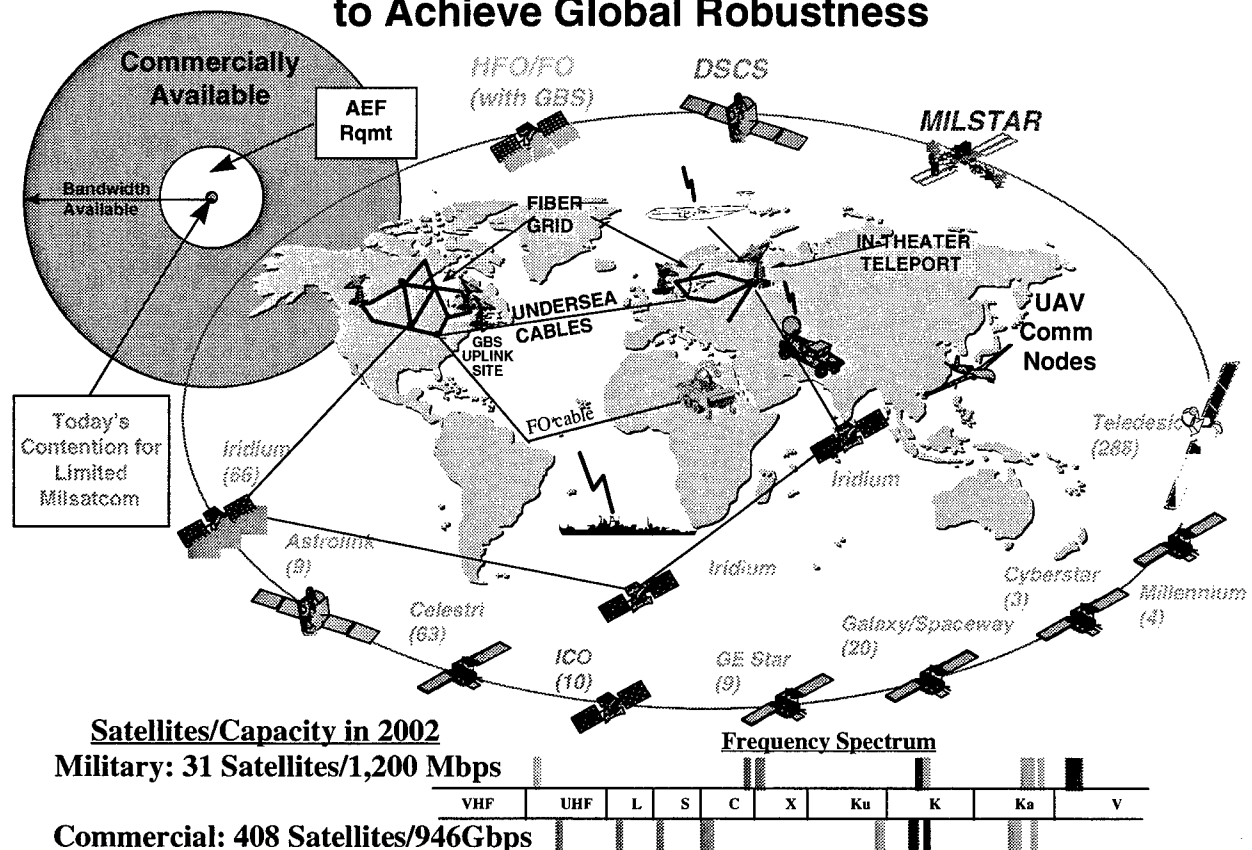 to Achieve Global Robustness
Commercially
Available
AEF
Rqmt
Bandwidth
Available
HFO/FO
(with GBS)
DSCS
MILSTAR
FIBER
GRID
IN-THEATER
TELEPORT
UNDERSEA
CABLES
GBS
UPLINK
SITE
UAV
Comm
Nodes
FO cable
Today's
Contention for
Limited
Milsatcom
Iridium
(66)
Teledesic
(288)
Iridium
Astrolink
(9)
Iridium
Celestri
(63)
Cyberstar
(3)
Millennium
(4)
Galaxy/Spaceway
(20)
ICO
(10)
GE Star
(9)
Satellites/Capacity in 2002
Military: 31 Satellites/1,200 Mbps
Commercial: 408 Satellites/946Gbps
Frequency Spectrum
VHF UHF L S C X Ku K Ka V